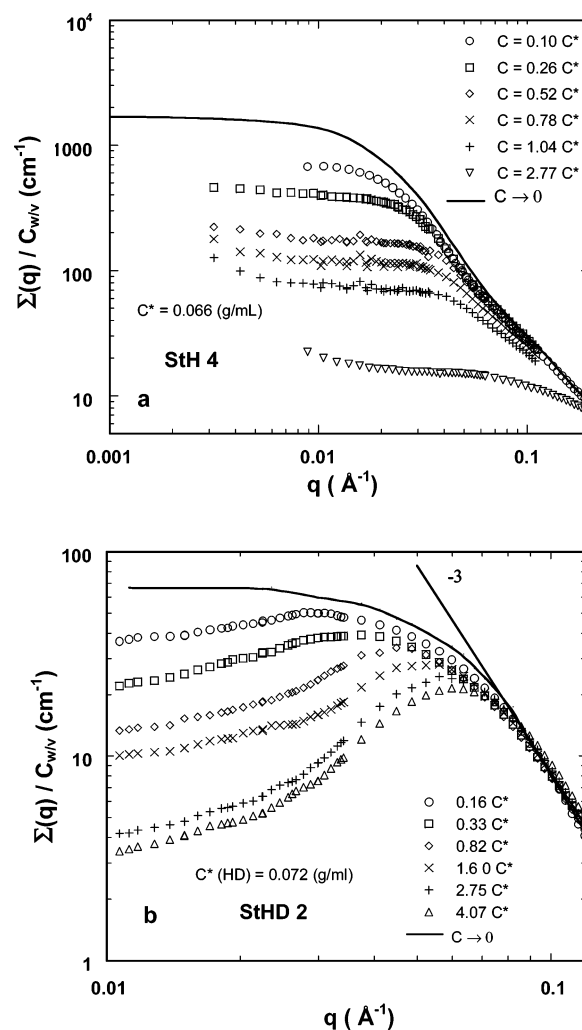 a
10⁴
1000
100
10
0.001
0.01
0.1
Σ(q) / C_w/v (cm⁻¹)
q ( Å⁻¹)
C = 0.10 C*
C = 0.26 C*
C = 0.52 C*
C = 0.78 C*
C = 1.04 C*
C = 2.77 C*
C → 0
C* = 0.066 (g/mL)
StH 4
a
100
10
1
0.01
0.1
Σ(q) / C_w/v (cm⁻¹)
q ( Å⁻¹)
-3
0.16 C*
0.33 C*
0.82 C*
1.6 0 C*
2.75 C*
4.07 C*
C → 0
C* (HD) = 0.072 (g/ml)
b
StHD 2